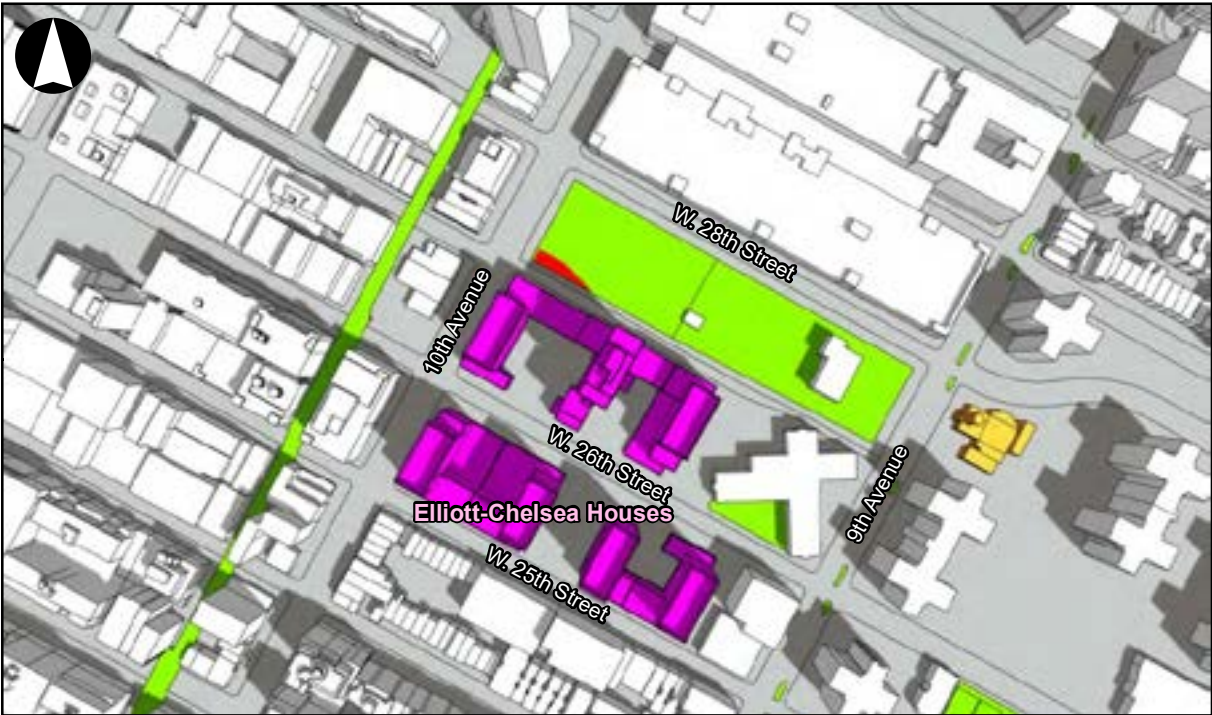 W. 28th Street
10th Avenue
W. 26th Street
9th Avenue
Elliott-Chelsea Houses
W. 25th Street